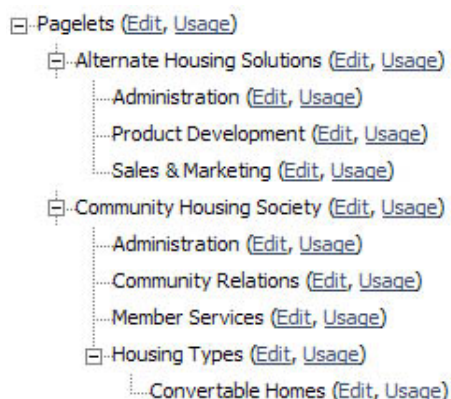 Pagelets (Edit, Usage)
Alternate Housing Solutions (Edit, Usage)
Administration (Edit, Usage)
Product Development (Edit, Usage)
Sales & Marketing (Edit, Usage)
Community Housing Society (Edit, Usage)
Administration (Edit, Usage)
Community Relations (Edit, Usage)
Member Services (Edit, Usage)
Housing Types (Edit, Usage)
Convertable Homes (Edit, Usage)